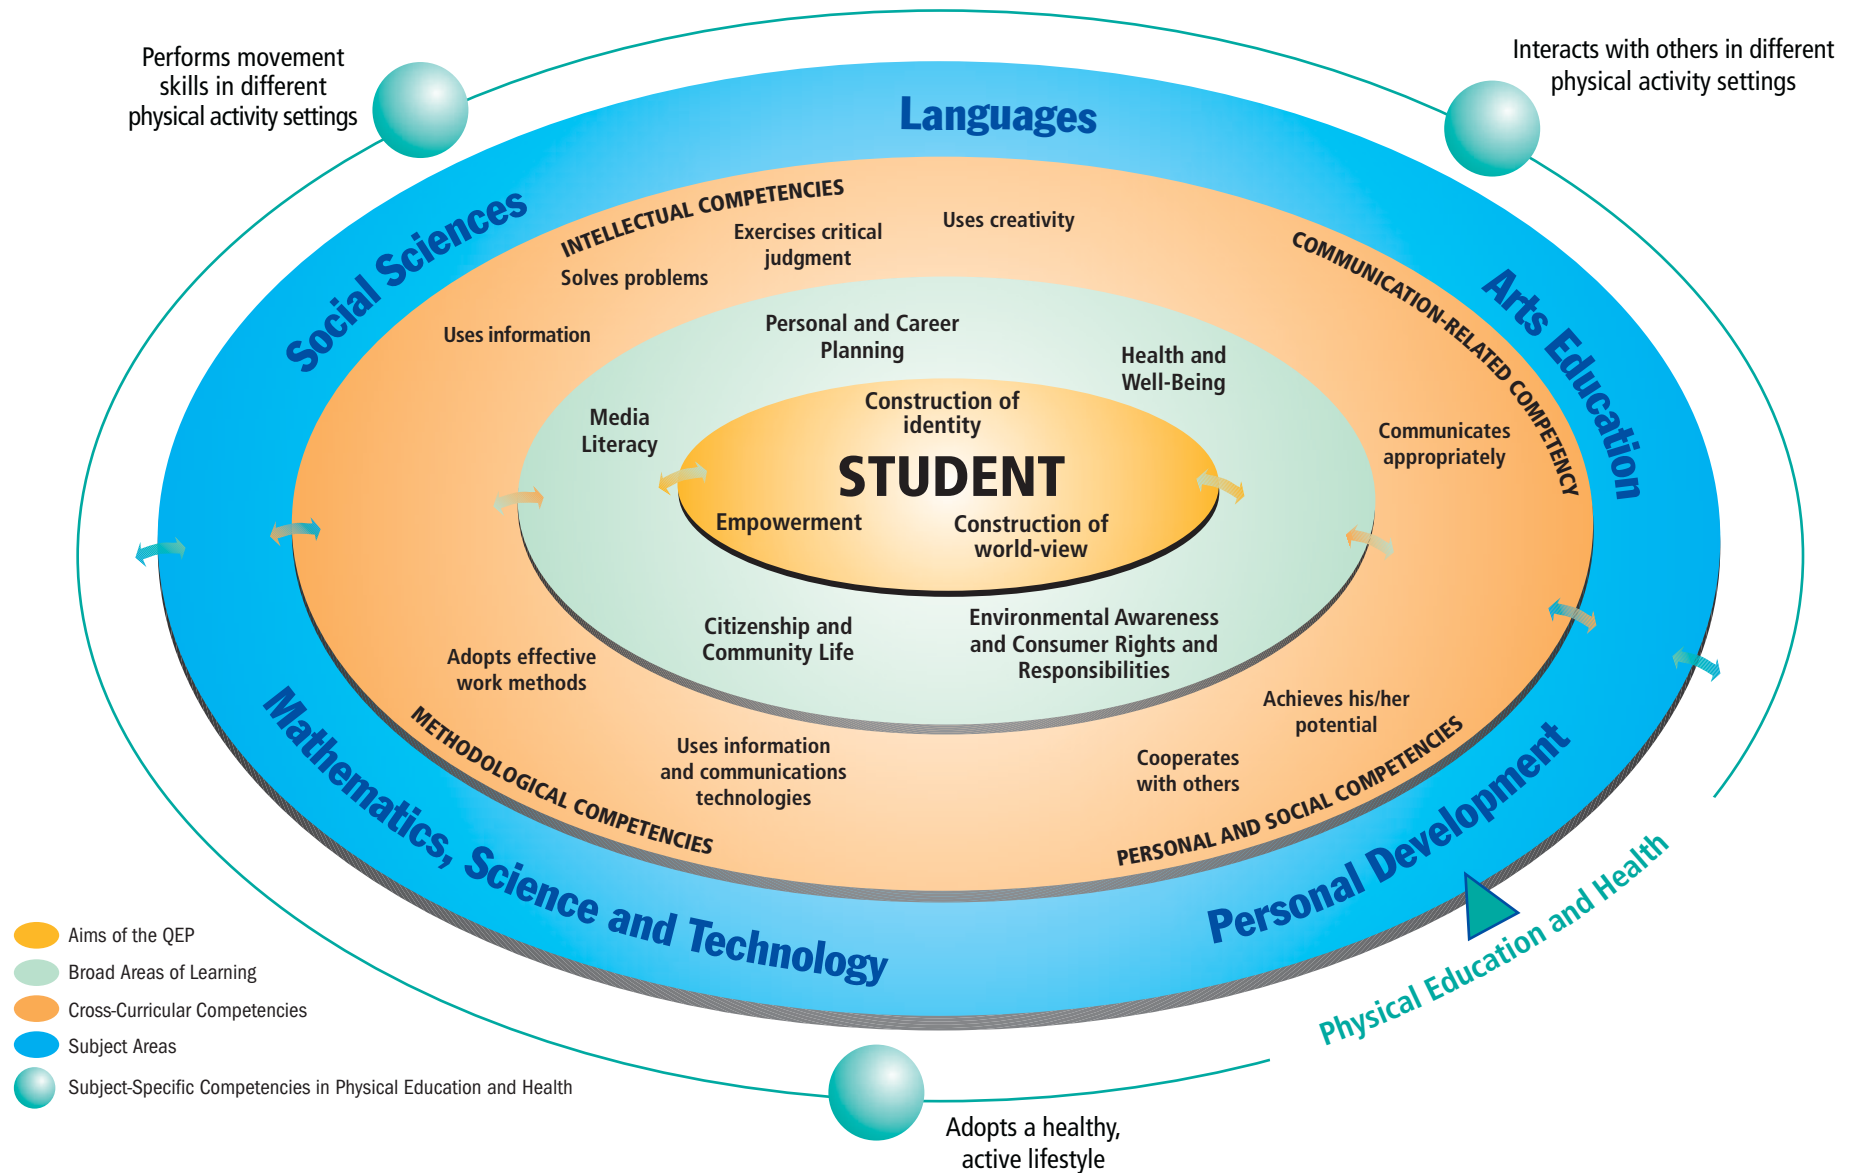 Performs movement
skills in different
physical activity settings
Interacts with others in different
physical activity settings
Languages
Social Sciences
Arts Education
INTELLECTUAL COMPETENCIES
Uses creativity
Exercises critical
judgment
Solves problems
Uses information
COMMUNICATION-RELATED COMPETENCY
Communicates
appropriately
Personal and Career
Planning
Health and
Well-Being
Media
Literacy
Construction of
identity
STUDENT
Empowerment
Construction of
world-view
Citizenship and
Community Life
Environmental Awareness
and Consumer Rights and
Responsibilities
Adopts effective
work methods
Uses information
and communications
technologies
METHODOLOGICAL COMPETENCIES
Achieves his/her
potential
Cooperates
with others
PERSONAL AND SOCIAL COMPETENCIES
Mathematics, Science and Technology
Personal Development
Physical Education and Health
Aims of the QEP
Broad Areas of Learning
Cross-Curricular Competencies
Subject Areas
Subject-Specific Competencies in Physical Education and Health
Adopts a healthy,
active lifestyle